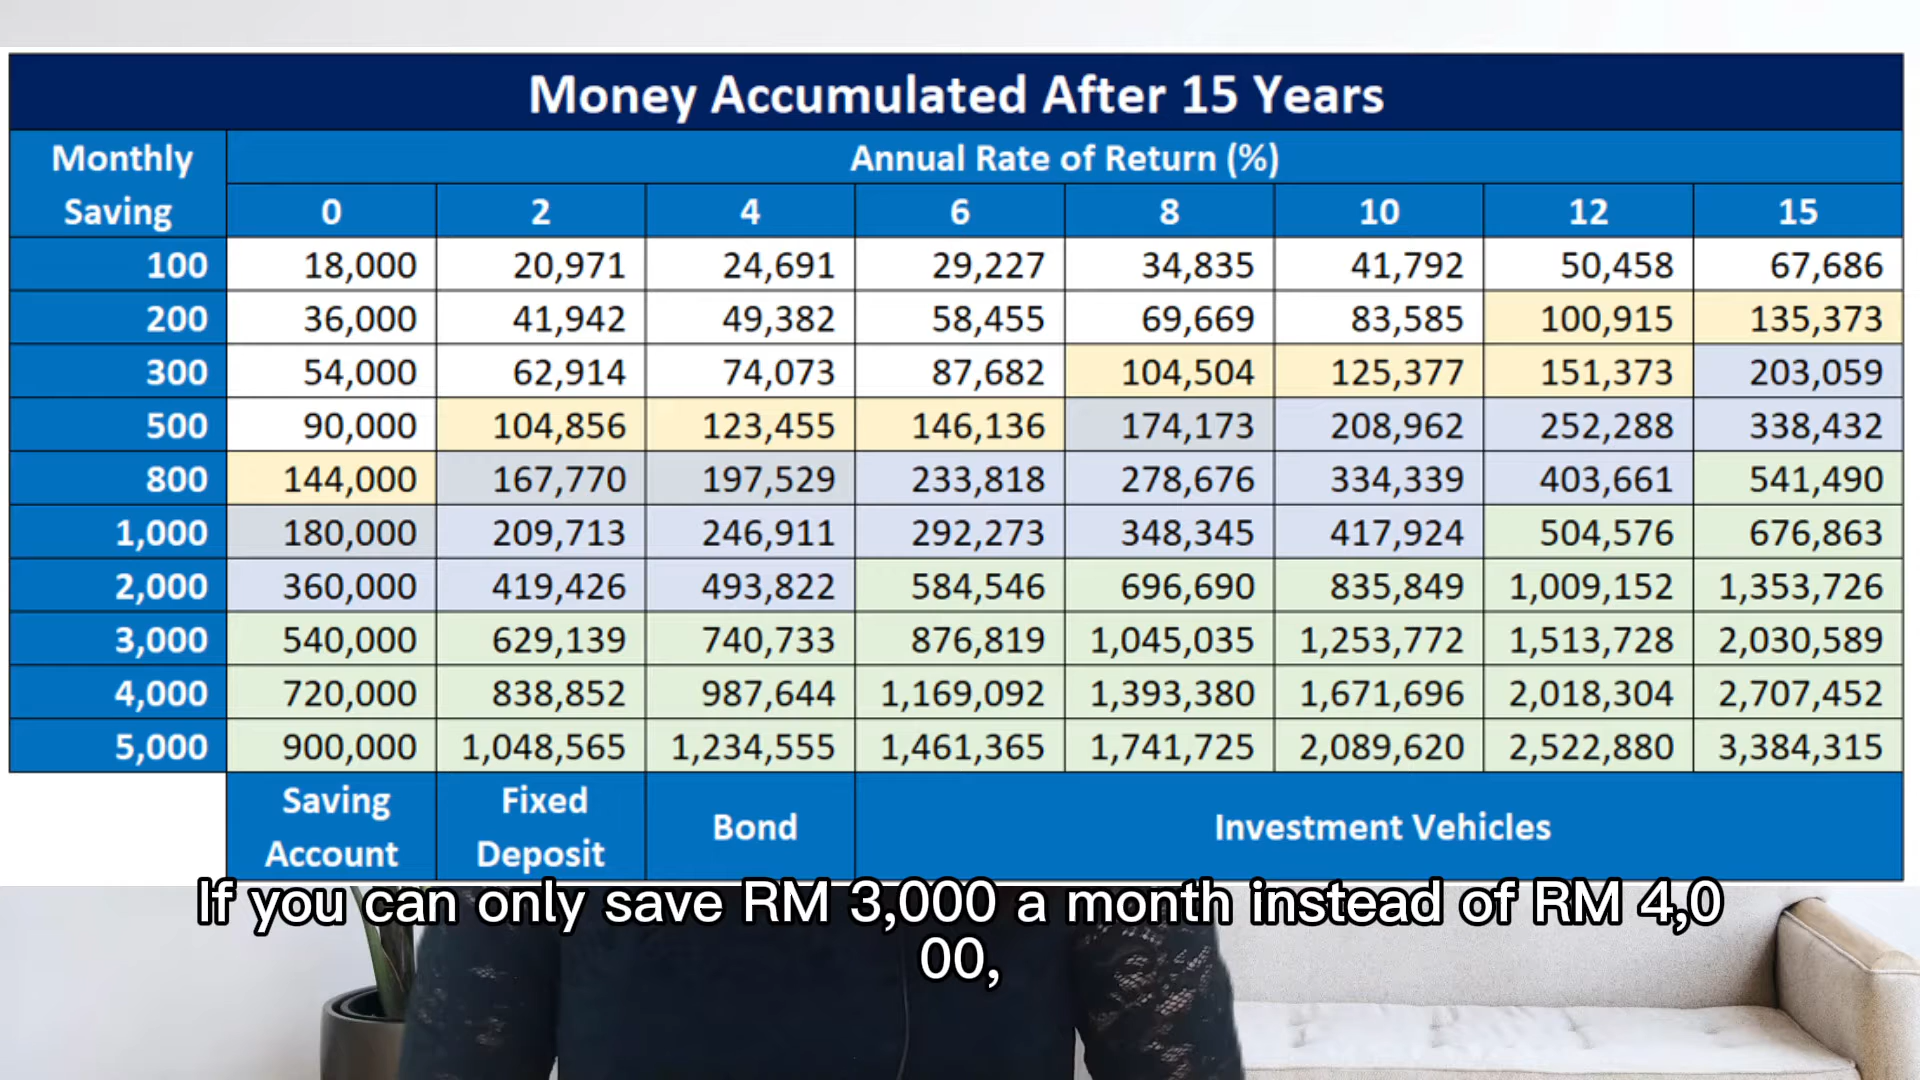 Money Accumulated After 15 Years
Monthly Saving Annual Rate of Return (%)
0 2 4 6 8 10 12 15
100 18,000 20,971 24,691 29,227 34,835 41,792 50,458 67,686
200 36,000 41,942 49,382 58,455 69,669 83,585 100,915 135,373
300 54,000 62,914 74,073 87,682 104,504 125,377 151,373 203,059
500 90,000 104,856 123,455 146,136 174,173 208,962 252,288 338,432
800 144,000 167,770 197,529 233,818 278,676 334,339 403,661 541,490
1,000 180,000 209,713 246,911 292,273 348,345 417,924 504,576 676,863
2,000 360,000 419,426 493,822 584,546 696,690 835,849 1,009,152 1,353,726
3,000 540,000 629,139 740,733 876,819 1,045,035 1,253,772 1,513,728 2,030,589
4,000 720,000 838,852 987,644 1,169,092 1,393,380 1,671,696 2,018,304 2,707,452
5,000 900,000 1,048,565 1,234,555 1,461,365 1,741,725 2,089,620 2,522,880 3,384,315
Saving Account Fixed Deposit Bond Investment Vehicles
If you can only save RM 3,000 a month instead of RM 4,0
00,